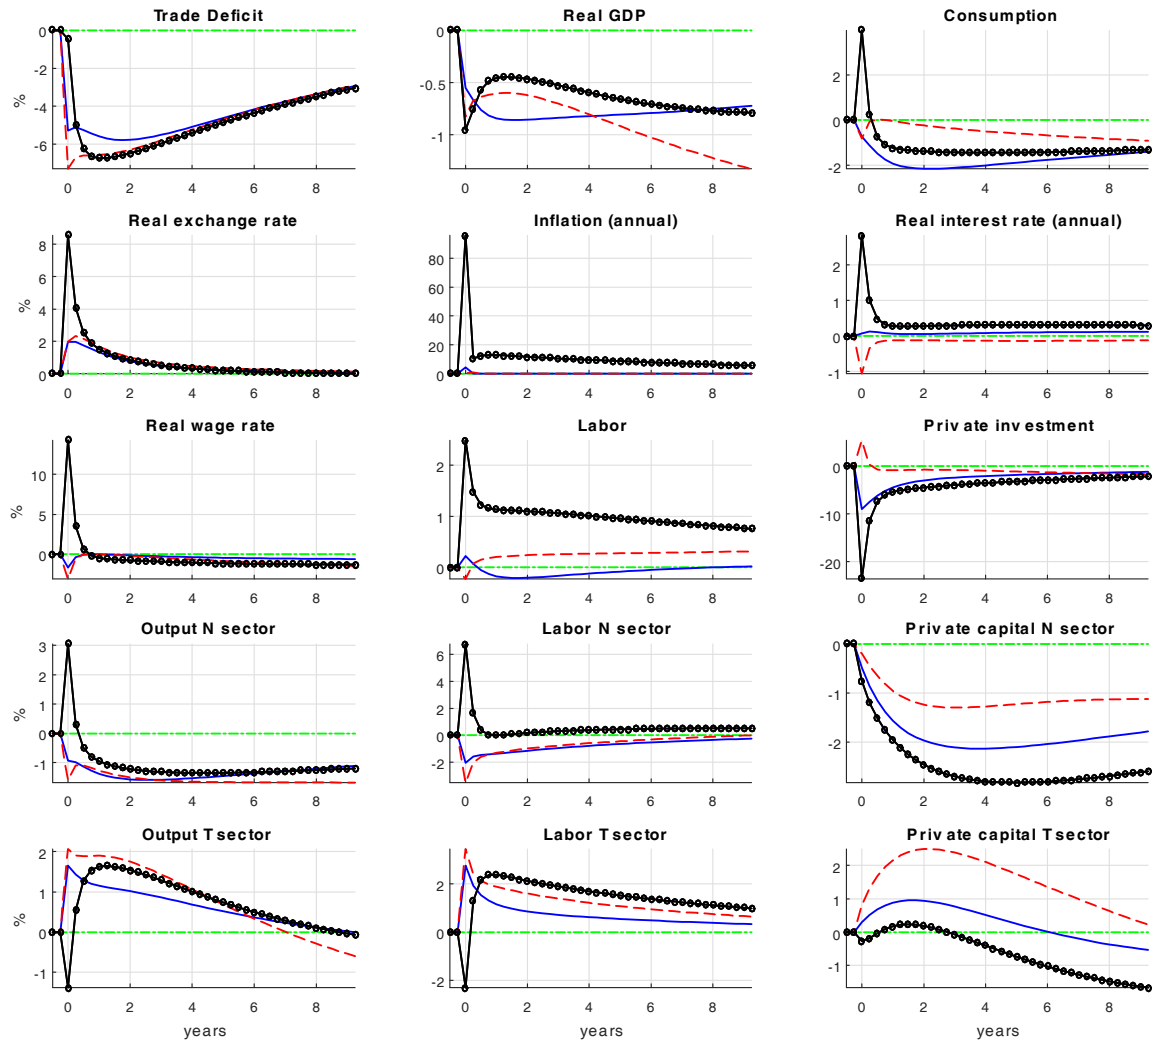 Trade Deficit
Real GDP
Consumption
0
-2
-4
-6
%
0 2 4 6 8
0
-0.5
-1
0 2 4 6 8
2
0
-2
0 2 4 6 8
Real exchange rate
Inflation (annual)
Real interest rate (annual)
8
6
4
2
0
%
0 2 4 6 8
80
60
40
20
0
0 2 4 6 8
2
1
0
-1
0 2 4 6 8
Real wage rate
Labor
Private investment
10
5
0
%
0 2 4 6 8
2
1
0
0 2 4 6 8
0
-10
-20
0 2 4 6 8
Output N sector
Labor N sector
Private capital N sector
3
2
1
0
-1
%
0 2 4 6 8
6
4
2
0
-2
0 2 4 6 8
0
-1
-2
0 2 4 6 8
Output T sector
Labor T sector
Private capital T sector
2
1
0
-1
%
0 2 4 6 8
years
2
0
-2
0 2 4 6 8
years
2
1
0
-1
0 2 4 6 8
years